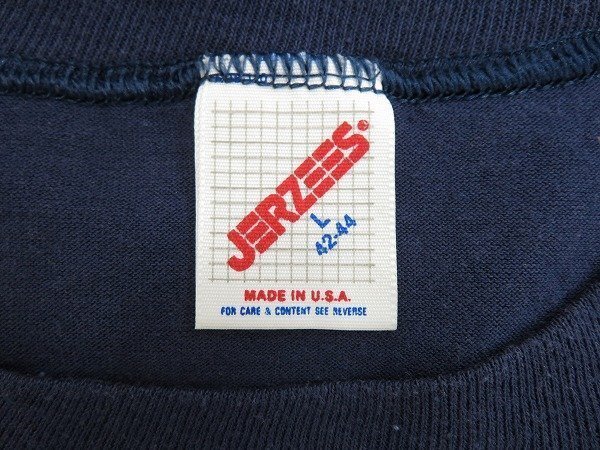 JERZEES®
L
42-44
MADE IN U.S.A.
FOR CARE & CONTENT SEE REVERSE